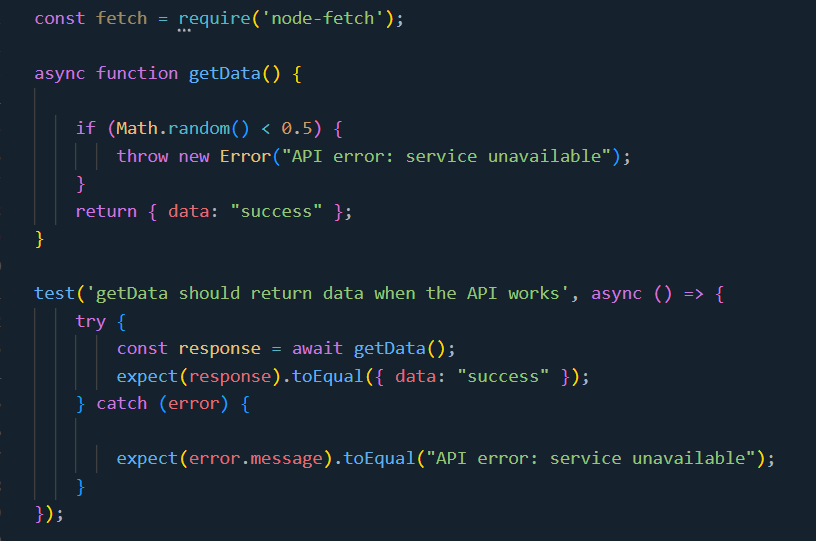 const fetch = require('node-fetch');
async function getData() {
if (Math.random() < 0.5) {
throw new Error("API error: service unavailable");
}
return { data: "success" };
}
test('getData should return data when the API works', async () => {
try {
const response = await getData();
expect(response).toEqual({ data: "success" });
} catch (error) {
expect(error.message).toEqual("API error: service unavailable");
}
});